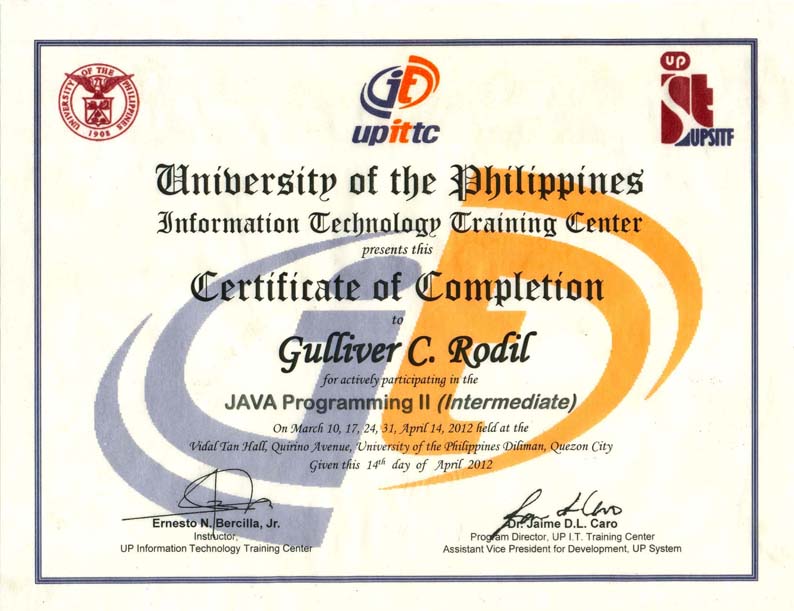 UNIVERSITY OF THE PHILIPPINES
1908
it
upittc
UP
ist
UPSITF
University of the Philippines
Information Technology Training Center
presents this
Certificate of Completion
to
Gulliver C. Rodil
for actively participating in the
JAVA Programming II (Intermediate)
On March 10, 17, 24, 31, April 14, 2012 held at the
Vidal Tan Hall, Quirino Avenue, University of the Philippines Diliman, Quezon City
Given this 14th day of April 2012
Ernesto N. Bercilla, Jr.
Instructor,
UP Information Technology Training Center
Dr. Jaime D.L. Caro
Program Director, UP I.T. Training Center
Assistant Vice President for Development, UP System